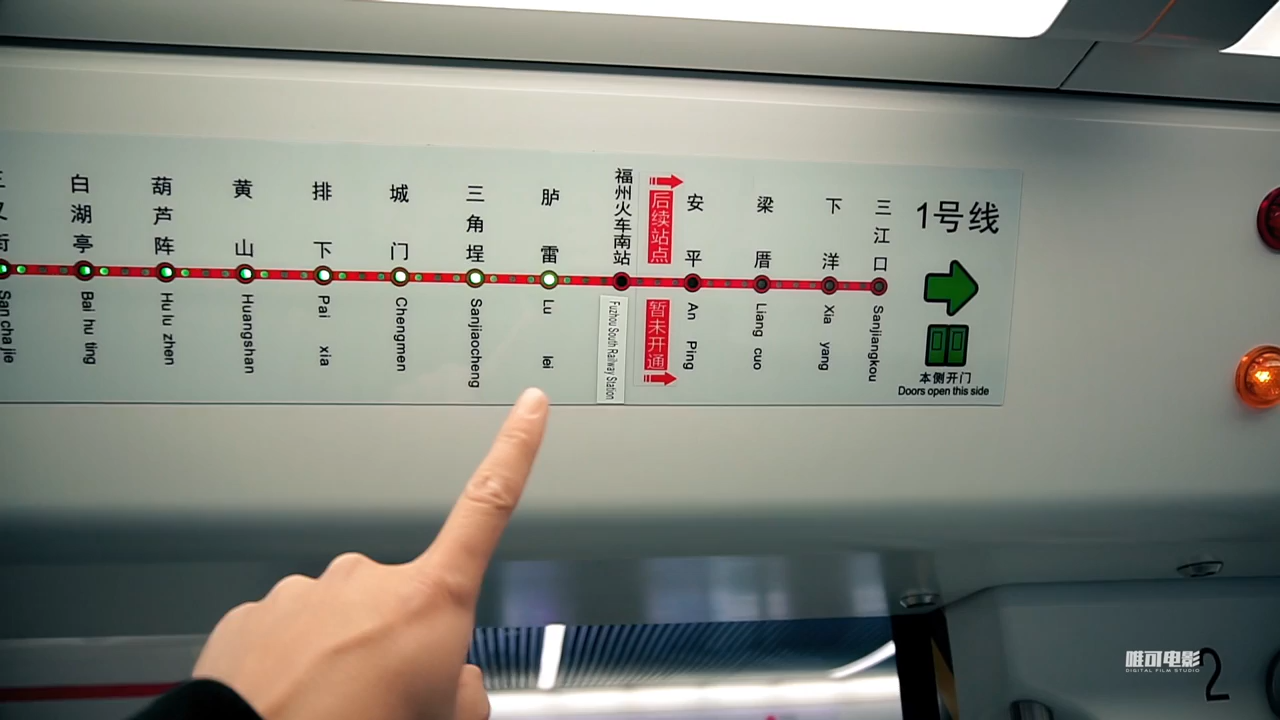 白湖亭
葫芦阵
黄山
排下
城门
三角埕
胪雷
福州火车南站
后续站点
安平
梁厝
下洋
三江口
1号线
San cha jie
Bai hu ting
Hu lu zhen
Huangshan
Pai xia
Chengmen
Sanjiaocheng
Lu lei
Fuzhou South Railway Station
暂未开通
An Ping
Liang cuo
Xia yang
Sanjiangkou
本侧开门
Doors open this side
唯可电影
DIGITAL FILM STUDIO
2